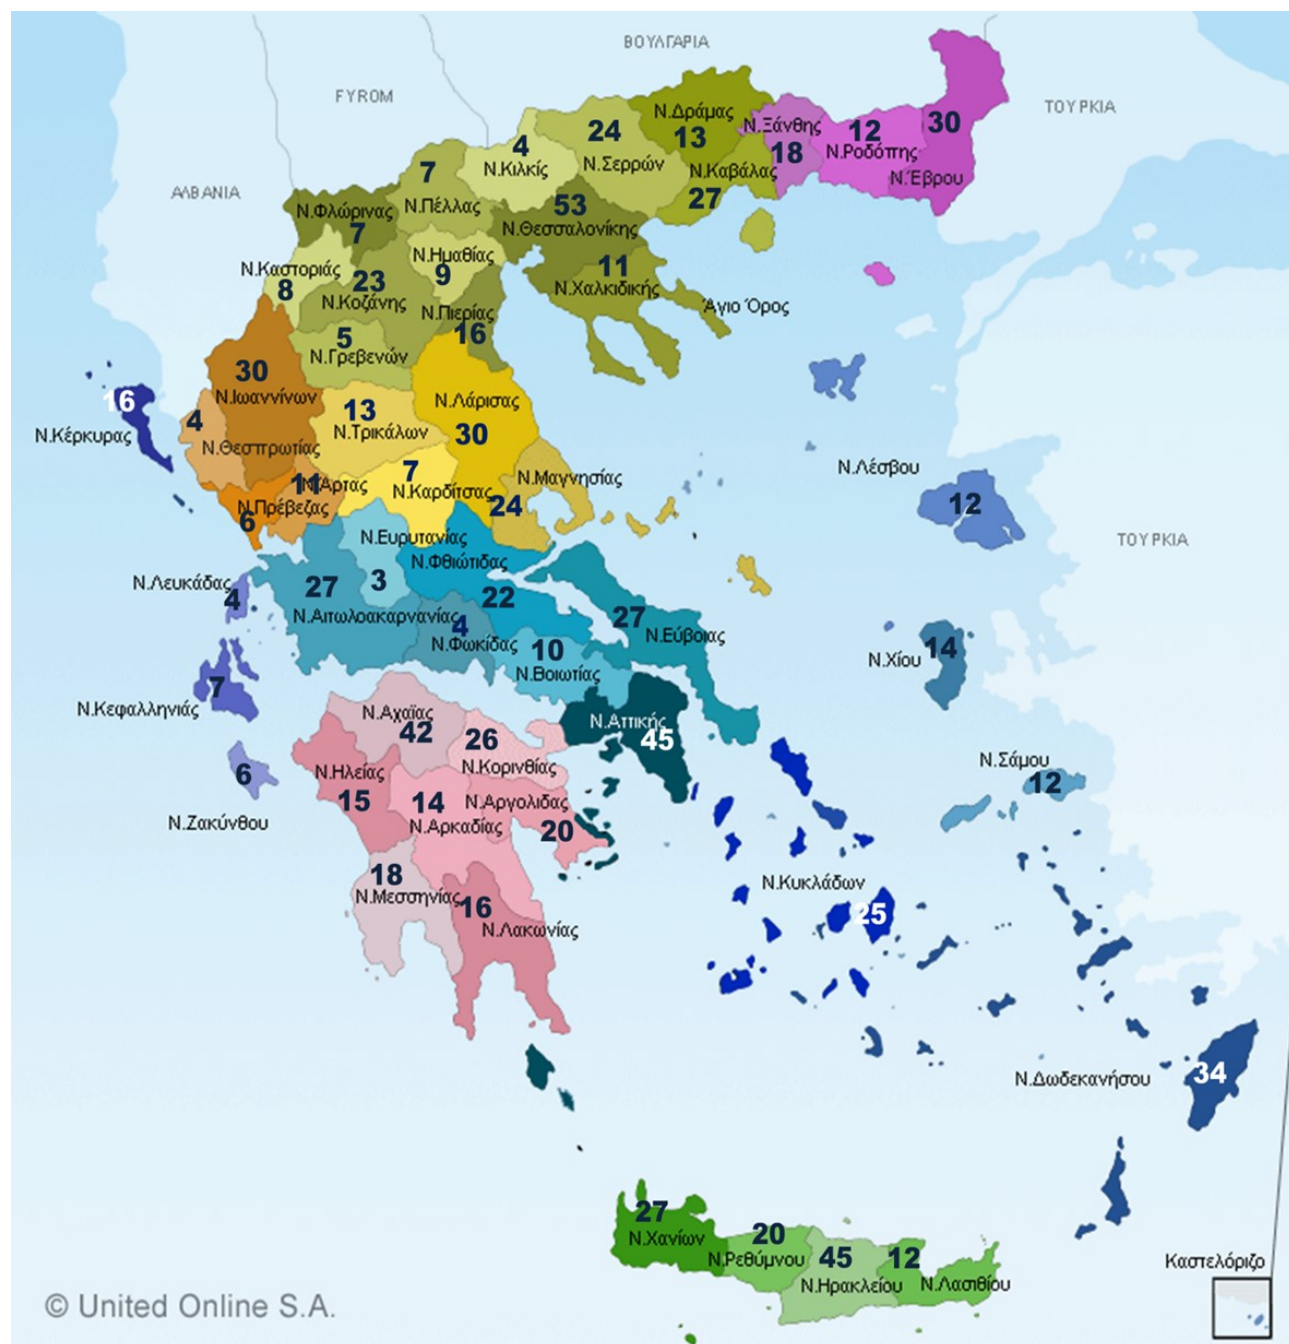 ΒΟΥΛΓΑΡΙΑ
FYROM
ΤΟΥΡΚΙΑ
ΑΛΒΑΝΙΑ
Ν.Δράμας
13
Ν.Ξάνθης
18
12
Ν.Ροδόπης
30
Ν.Έβρου
24
Ν.Σερρών
4
Ν.Κιλκίς
Ν.Καβάλας
27
7
Ν.Πέλλας
53
Ν.Θεσσαλονίκης
Ν.Φλώρινας
7
Ν.Ημαθίας
9
11
Ν.Χαλκιδικής
Άγιο Όρος
Ν.Καστοριάς
8
23
Ν.Κοζάνης
Ν.Πιερίας
16
5
Ν.Γρεβενών
30
Ν.Ιωαννίνων
16
Ν.Κέρκυρας
4
Ν.Θεσπρωτίας
13
Ν.Τρικάλων
Ν.Λάρισας
30
7
Ν.Καρδίτσας
Ν.Μαγνησίας
24
11
Ν.Άρτας
Ν.Πρέβεζας
6
Ν.Λέσβου
12
ΤΟΥΡΚΙΑ
Ν.Ευρυτανίας
3
Ν.Φθιώτιδας
22
Ν.Λευκάδας
4
27
Ν.Αιτωλοακαρνανίας
4
Ν.Φωκίδας
27
Ν.Εύβοιας
10
Ν.Βοιωτίας
14
Ν.Χίου
7
Ν.Κεφαλληνιάς
Ν.Αχαΐας
42
26
Ν.Κορινθίας
Ν.Αττικής
45
Ν.Σάμου
12
6
Ν.Ζακύνθου
Ν.Ηλείας
15
14
Ν.Αρκαδίας
Ν.Αργολιδας
20
18
Ν.Μεσσηνίας
16
Ν.Λακωνίας
Ν.Κυκλάδων
25
Ν.Δωδεκανήσου
34
27
Ν.Χανίων
20
Ν.Ρεθύμνου
45
Ν.Ηρακλείου
12
Ν.Λασιθίου
Καστελόριζο
© United Online S.A.